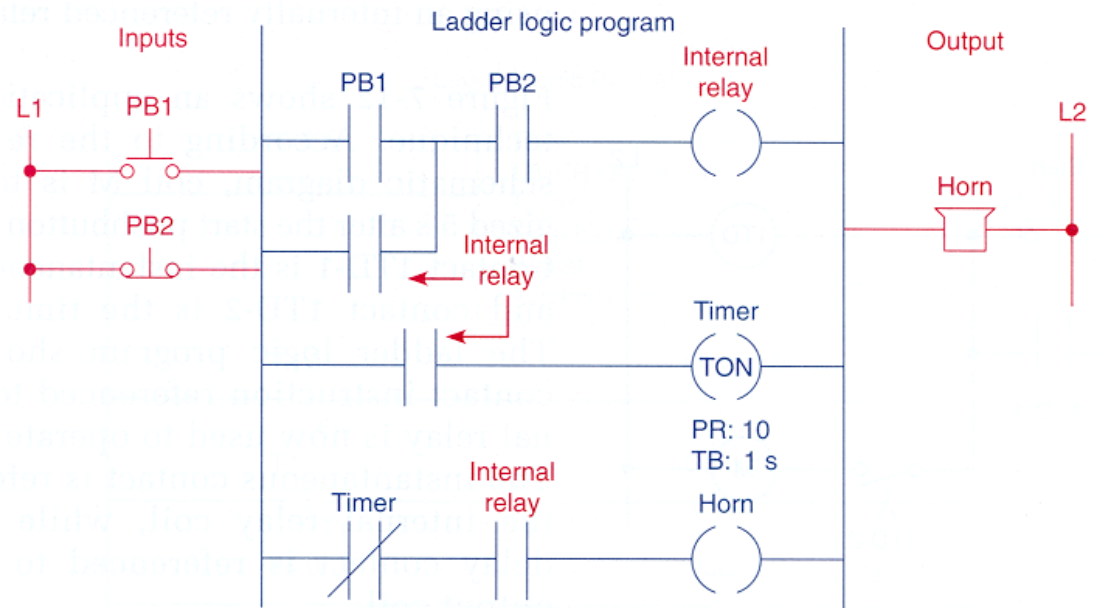 Ladder logic program
Inputs
Output
L1
PB1
PB2
PB1
PB2
Internal
relay
Internal
relay
Timer
TON
PR: 10
TB: 1 s
Timer
Internal
relay
Horn
L2
Horn